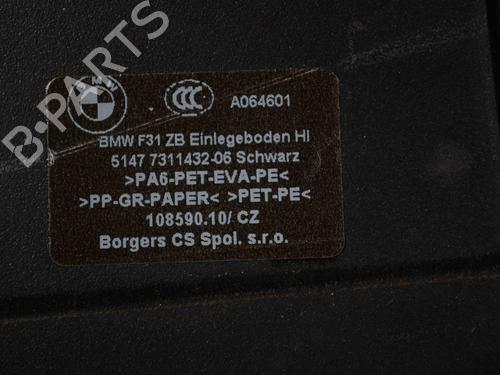 B-PARTS
BMW
CCC
A064601
BMW F31 ZB Einlegeboden HI
5147 7311432-06 Schwarz
>PA6-PET-EVA-PE<
>PP-GR-PAPER< >PET-PE<
108590.10/ CZ
Borgers CS Spol. s.r.o.